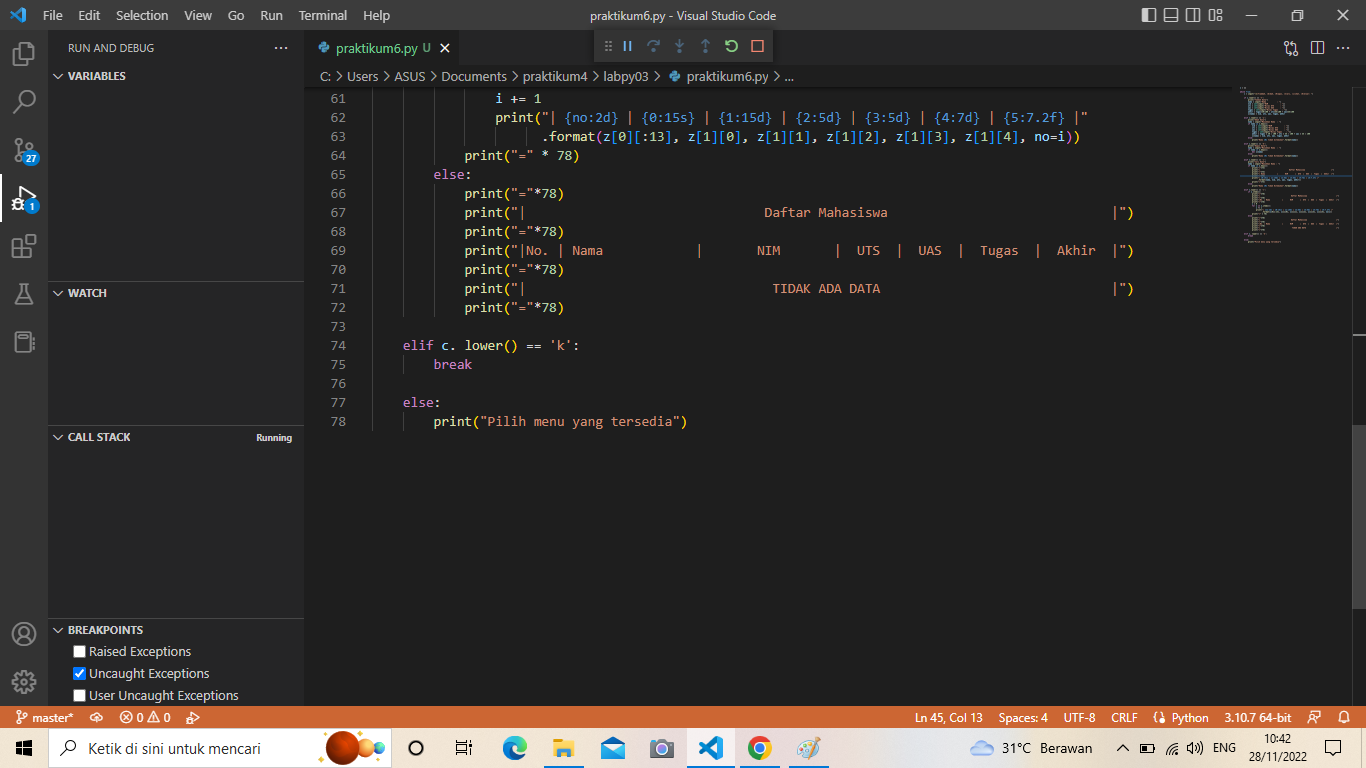 File Edit Selection View Go Run Terminal Help praktikum6.py - Visual Studio Code
RUN AND DEBUG
praktikum6.py U
C: > Users > ASUS > Documents > praktikum4 > labpy03 > praktikum6.py > ...
VARIABLES
61 i += 1
62 print("| {no:2d} | {0:15s} | {1:15d} | {2:5d} | {3:5d} | {4:7d} | {5:7.2f} |"
63 .format(z[0][:13], z[1][0], z[1][1], z[1][2], z[1][3], z[1][4], no=i))
64 print("=" * 78)
65 else:
66 print("="*78)
67 print("| Daftar Mahasiswa |")
68 print("="*78)
69 print("|No. | Nama | NIM | UTS | UAS | Tugas | Akhir |")
70 print("="*78)
71 print("| TIDAK ADA DATA |")
72 print("="*78)
73
74 elif c. lower() == 'k':
75 break
76
77 else:
78 print("Pilih menu yang tersedia")
27
1
WATCH
CALL STACK
Running
BREAKPOINTS
Raised Exceptions
Uncaught Exceptions
User Uncaught Exceptions
master* 0 0 Ln 45, Col 13 Spaces: 4 UTF-8 CRLF Python 3.10.7 64-bit
Ketik di sini untuk mencari
31°C Berawan
ENG
10:42
28/11/2022